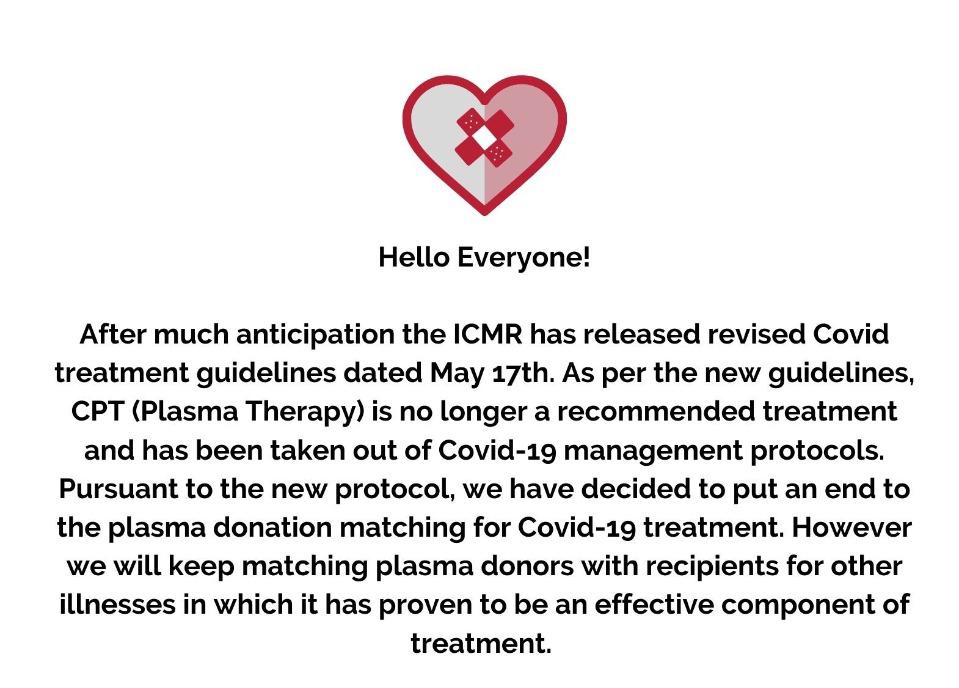 Hello Everyone!
After much anticipation the ICMR has released revised Covid
treatment guidelines dated May 17th. As per the new guidelines,
CPT (Plasma Therapy) is no longer a recommended treatment
and has been taken out of Covid-19 management protocols.
Pursuant to the new protocol, we have decided to put an end to
the plasma donation matching for Covid-19 treatment. However
we will keep matching plasma donors with recipients for other
illnesses in which it has proven to be an effective component of
treatment.